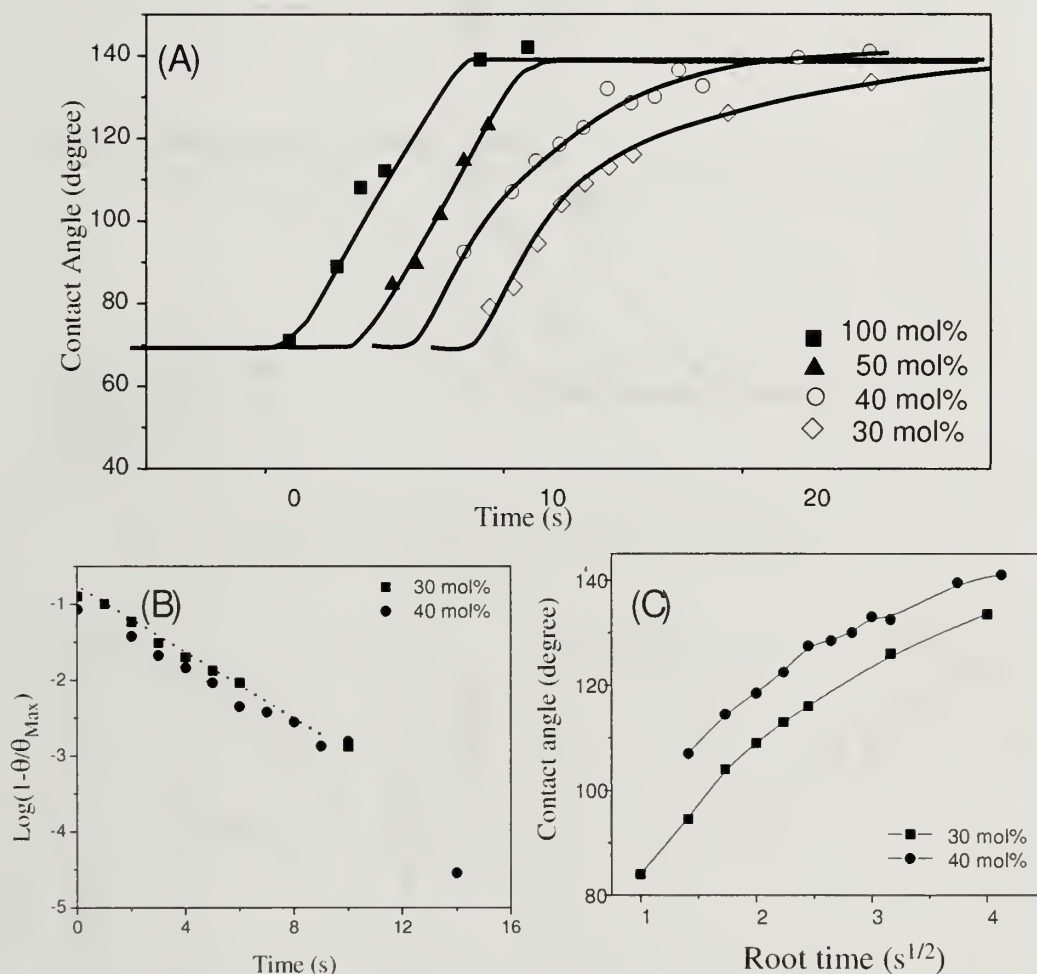 (A)
Contact Angle (degree)
140
120
100
80
60
40
0
10
20
Time (s)
100 mol%
50 mol%
40 mol%
30 mol%
(B)
Log(1-θ/θMax)
-1
-2
-3
-4
-5
0
4
8
12
16
Time (s)
30 mol%
40 mol%
(C)
Contact angle (degree)
140
120
100
80
1
2
3
4
Root time (s1/2)
30 mol%
40 mol%